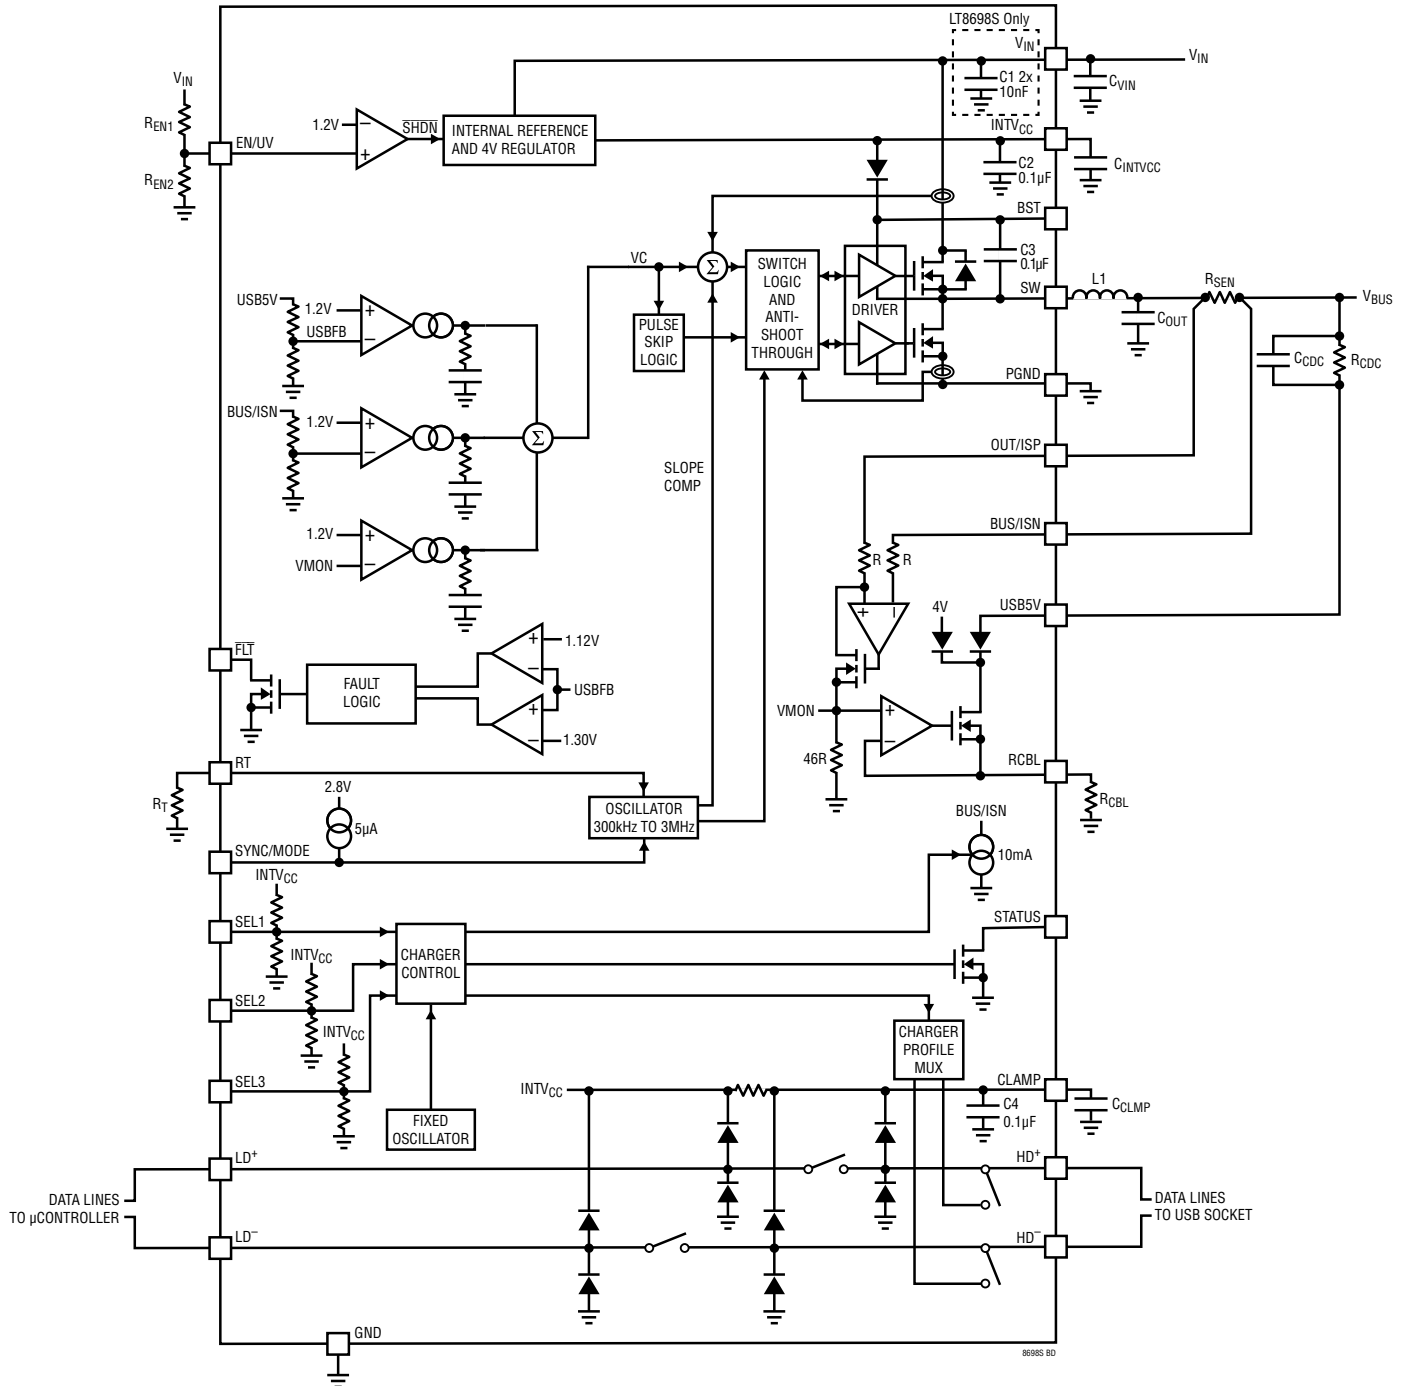 LT8698S Only
VIN
C1 2x
10nF
VIN
CVIN
VIN
REN1
REN2
EN/UV
1.2V
−
+
SHDN
INTERNAL REFERENCE
AND 4V REGULATOR
INTVCC
C2
0.1µF
CINTVCC
BST
C3
0.1µF
SW
L1
COUT
RSEN
VBUS
CCDC
RCDC
VC
Σ
PULSE
SKIP
LOGIC
SWITCH
LOGIC
AND
ANTI-
SHOOT
THROUGH
DRIVER
PGND
USB5V
1.2V
USBFB
+
−
BUS/ISN
1.2V
+
−
Σ
1.2V
VMON
+
−
SLOPE
COMP
OUT/ISP
BUS/ISN
R
R
+
−
4V
USB5V
VMON
+
−
46R
RCBL
RCBL
FLT
FAULT
LOGIC
+
−
1.12V
USBFB
+
−
1.30V
RT
RT
2.8V
5µA
OSCILLATOR
300kHz TO 3MHz
SYNC/MODE
BUS/ISN
10mA
INTVCC
SEL1
INTVCC
SEL2
INTVCC
SEL3
CHARGER
CONTROL
FIXED
OSCILLATOR
STATUS
CHARGER
PROFILE
MUX
INTVCC
CLAMP
C4
0.1µF
CCLMP
LD+
HD+
DATA LINES
TO µCONTROLLER
DATA LINES
TO USB SOCKET
LD−
HD−
GND
8698S BD